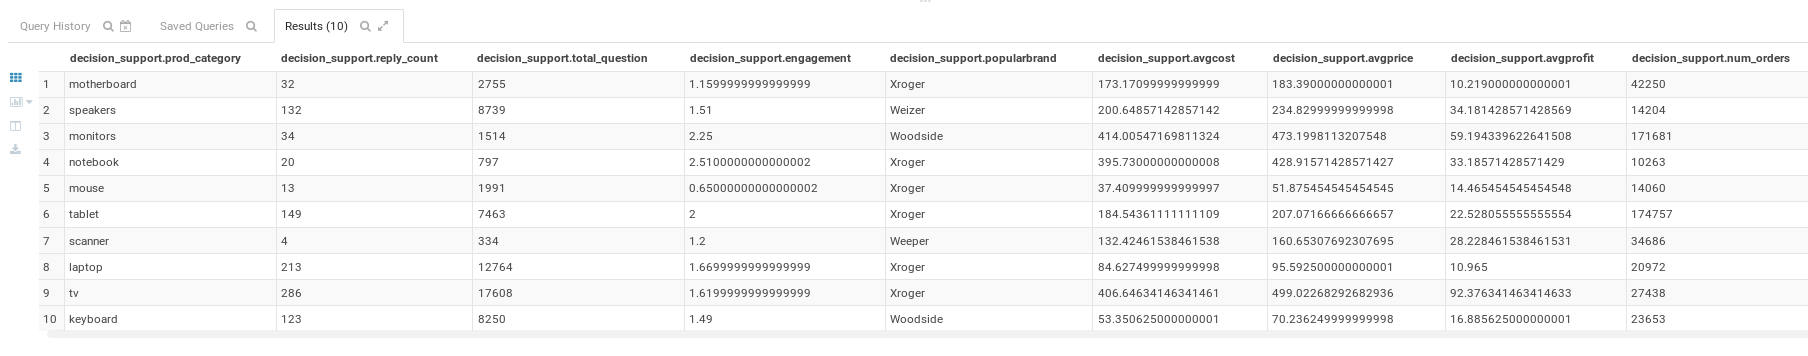 Query History Saved Queries Results (10)
decision_support.prod_category decision_support.reply_count decision_support.total_question decision_support.engagement decision_support.popularbrand decision_support.avgcost decision_support.avgprice decision_support.avgprofit decision_support.num_orders
1 motherboard 32 2755 1.1599999999999999 Xroger 173.17099999999999 183.39000000000001 10.219000000000001 42250
2 speakers 132 8739 1.51 Weizer 200.64857142857142 234.82999999999998 34.181428571428569 14204
3 monitors 34 1514 2.25 Woodside 414.00547169811324 473.1998113207548 59.194339622641508 171681
4 notebook 20 797 2.5100000000000002 Xroger 395.73000000000008 428.91571428571427 33.18571428571429 10263
5 mouse 13 1991 0.65000000000000002 Xroger 37.409999999999997 51.875454545454545 14.465454545454548 14060
6 tablet 149 7463 2 Xroger 184.54361111111109 207.07166666666657 22.528055555555554 174757
7 scanner 4 334 1.2 Weeper 132.42461538461538 160.65307692307695 28.228461538461531 34686
8 laptop 213 12764 1.6699999999999999 Xroger 84.627499999999998 95.592500000000001 10.965 20972
9 tv 286 17608 1.6199999999999999 Xroger 406.64634146341461 499.02268292682936 92.376341463414633 27438
10 keyboard 123 8250 1.49 Woodside 53.350625000000001 70.236249999999998 16.885625000000001 23653